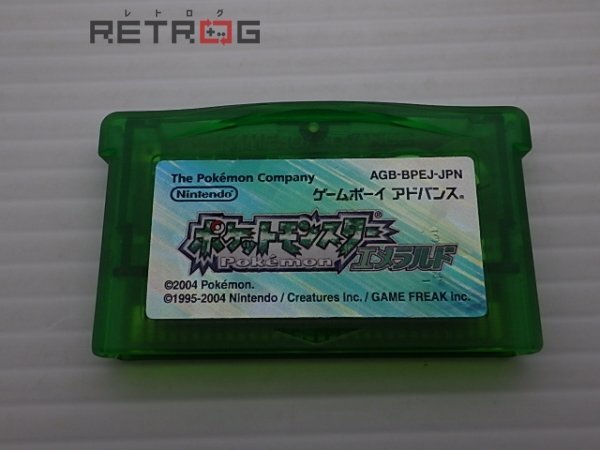 レトログ
RETROG
The Pokémon Company
AGB-BPEJ-JPN
Nintendo
ゲームボーイ アドバンス®
ポケットモンスター
Pokémon
エメラルド
©2004 Pokémon.
©1995-2004 Nintendo / Creatures Inc. / GAME FREAK inc.